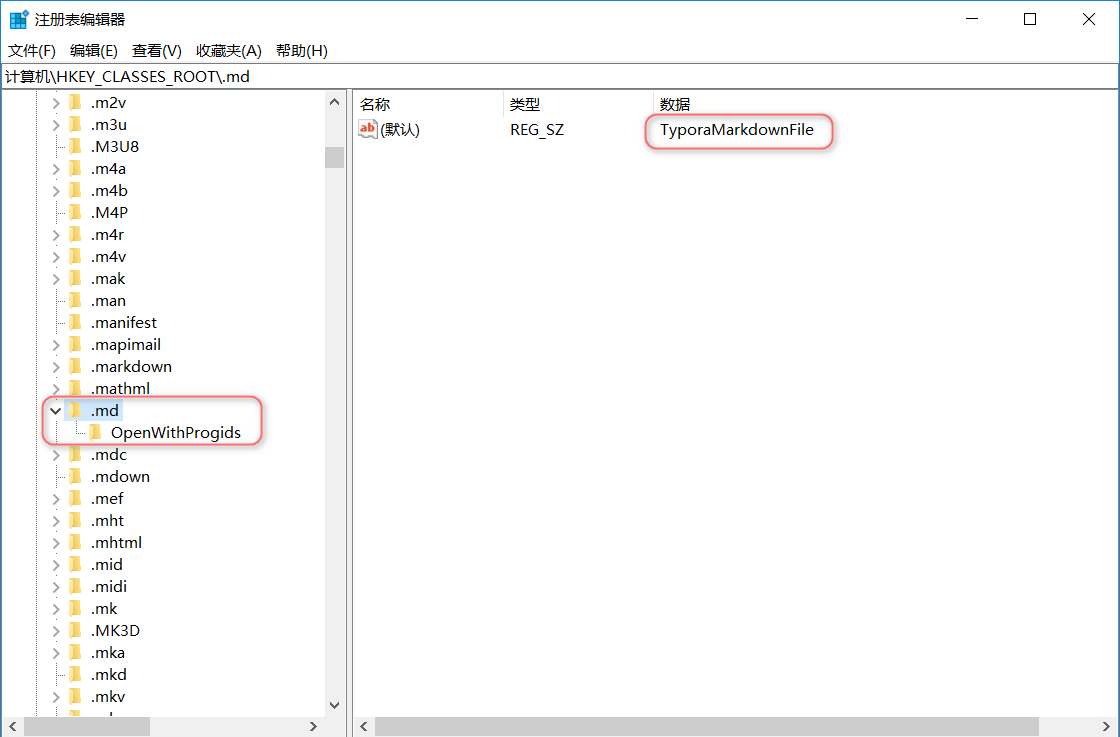 注册表编辑器
文件(F) 编辑(E) 查看(V) 收藏夹(A) 帮助(H)
计算机\HKEY_CLASSES_ROOT\.md
.m2v
.m3u
.M3U8
.m4a
.m4b
.M4P
.m4r
.m4v
.mak
.man
.manifest
.mapimail
.markdown
.mathml
.md
OpenWithProgids
.mdc
.mdown
.mef
.mht
.mhtml
.mid
.midi
.mk
.MK3D
.mka
.mkd
.mkv
名称 类型 数据
ab (默认) REG_SZ TyporaMarkdownFile